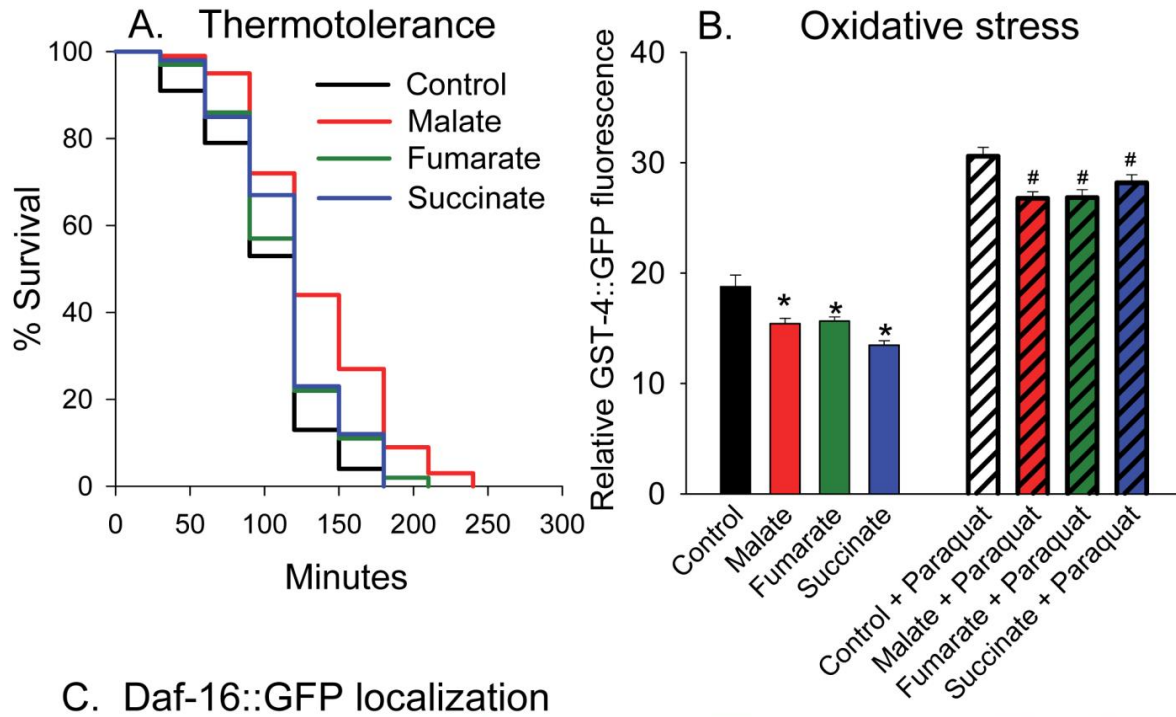 A. Thermotolerance
100
80
60
40
20
0
% Survival
Control
Malate
Fumarate
Succinate
0 50 100 150 200 250 300
Minutes
B. Oxidative stress
40
30
20
10
0
Relative GST-4::GFP fluorescence
* * *
# # #
Control
Malate
Fumarate
Succinate
Control + Paraquat
Malate + Paraquat
Fumarate + Paraquat
Succinate + Paraquat
C. Daf-16::GFP localization